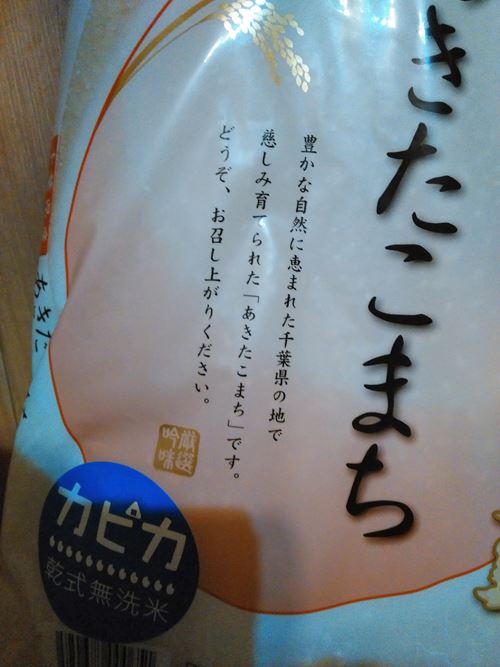 あきたこまち
豊かな自然に恵まれた千葉県の地で
慈しみ育てられた「あきたこまち」です。
どうぞ、お召し上がりください。
厳選
吟味
カピカ
乾式無洗米
あきた